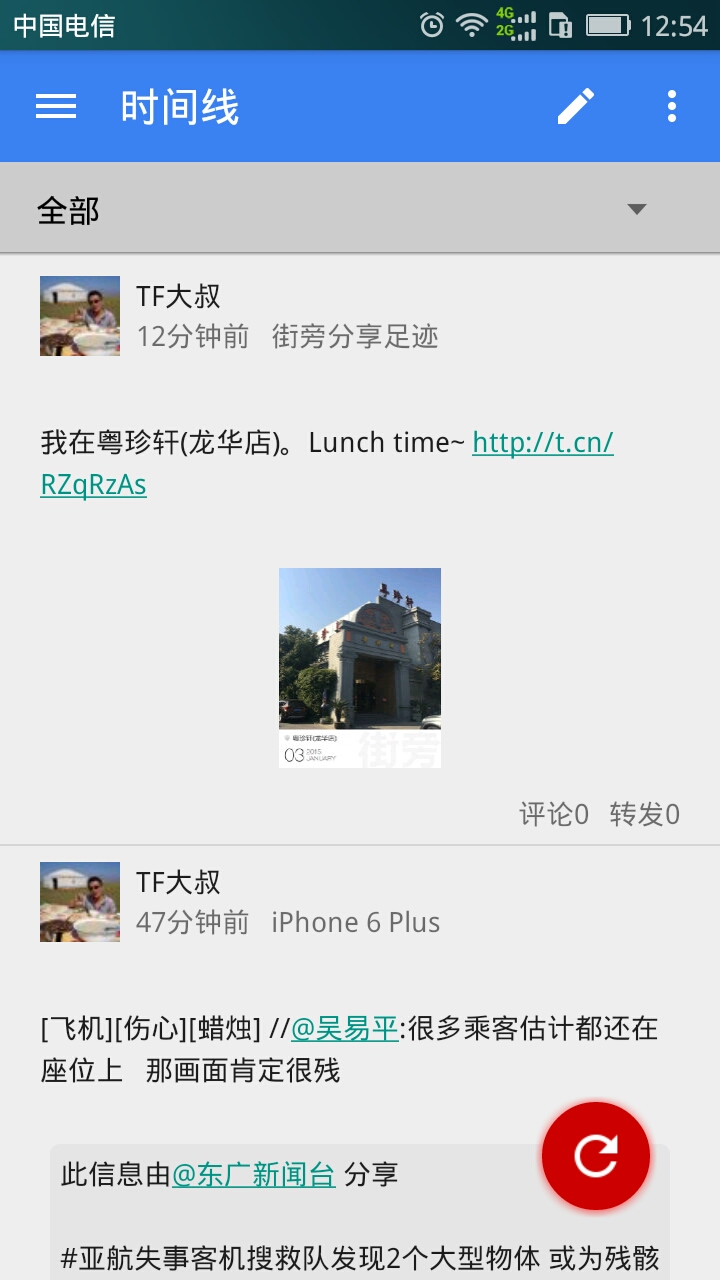 中国电信
4G
2G
12:54
时间线
全部
TF大叔
12分钟前 街旁分享足迹
我在粤珍轩(龙华店)。Lunch time~ http://t.cn/
RZqRzAs
粤珍轩
粤珍轩(龙华店)
03 2015
JANUARY
街旁
评论0 转发0
TF大叔
47分钟前 iPhone 6 Plus
[飞机][伤心][蜡烛] //@吴易平:很多乘客估计都还在
座位上 那画面肯定很残
此信息由@东广新闻台 分享
#亚航失事客机搜救队发现2个大型物体 或为残骸